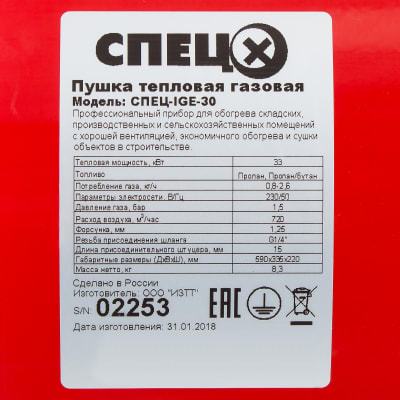 СПЕЦ
Пушка тепловая газовая
Модель: СПЕЦ-IGE-30
Профессиональный прибор для обогрева складских,
производственных и сельскохозяйственных помещений
с хорошей вентиляцией, экономичного обогрева и сушки
объектов в строительстве.
Тепловая мощность, кВт 33
Топливо Пропан, Пропан/бутан
Потребление газа, кг/ч 0,8-2,6
Параметры электросети. В/Гц 230/50
Давление газа, бар 1,5
Расход воздуха, м³/час 720
Форсунка, мм 1,25
Резьба присоединения шланга G1/4"
Длина присоединительного штуцера, мм 15
Габаритные размеры (ДхВхШ), мм 590х335х220
Масса нетто, кг 8,3
Сделано в России
Изготовитель: ООО "ИЗТТ"
S/N: 02253
Дата изготовления: 31.01.2018
ЕАС